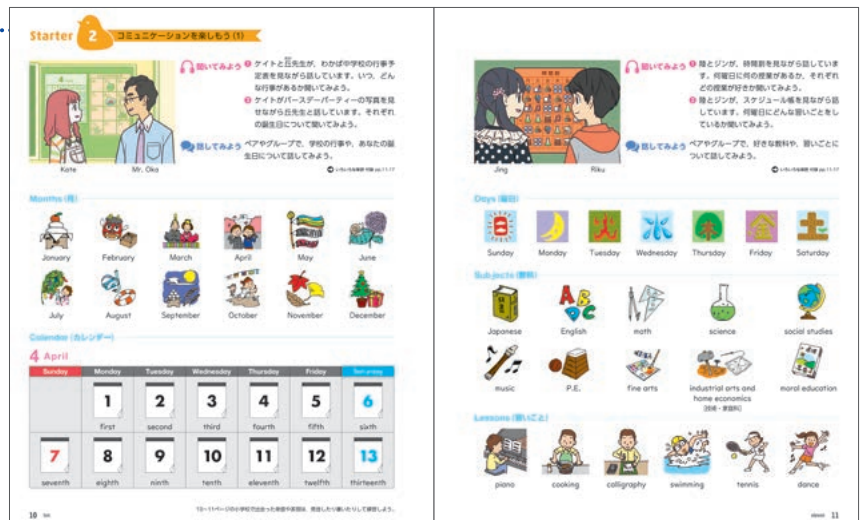 Starter 2 コミュニケーションを楽しもう (1)
聞いてみよう
❶ ケイトと丘先生が、わかば中学校の行事予
定表を見ながら話しています。いつ、どん
な行事があるか聞いてみよう。
❷ ケイトがバースデーパーティーの写真を見
せながら丘先生と話しています。それぞれ
の誕生日について聞いてみよう。
話してみよう
ペアやグループで、学校の行事や、あなたの誕
生日について話してみよう。
Kate
Mr. Oka
Months (月)
January
February
March
April
May
June
July
August
September
October
November
December
Calendar (カレンダー)
4 April
Sunday
Monday
Tuesday
Wednesday
Thursday
Friday
Saturday
1
2
3
4
5
6
first
second
third
fourth
fifth
sixth
7
8
9
10
11
12
13
seventh
eighth
ninth
tenth
eleventh
twelfth
thirteenth
10
聞いてみよう
❶ 陸とジンが、時間割を見ながら話していま
す。何曜日に何の授業があるか、それぞれ
どの授業が好きか聞いてみよう。
❷ 陸とジンが、スケジュール帳を見ながら話
しています。何曜日にどんな習いごとをし
ているか聞いてみよう。
話してみよう
ペアやグループで、好きな教科や、習いごとに
ついて話してみよう。
時間割
Jing
Riku
Days (曜日)
日
火
水
木
金
土
Sunday
Monday
Tuesday
Wednesday
Thursday
Friday
Saturday
Subjects (教科)
Japanese
English
math
science
social studies
music
P.E.
fine arts
industrial arts and
home economics
(技術・家庭科)
moral education
Lessons (習いごと)
piano
cooking
calligraphy
swimming
tennis
dance
11